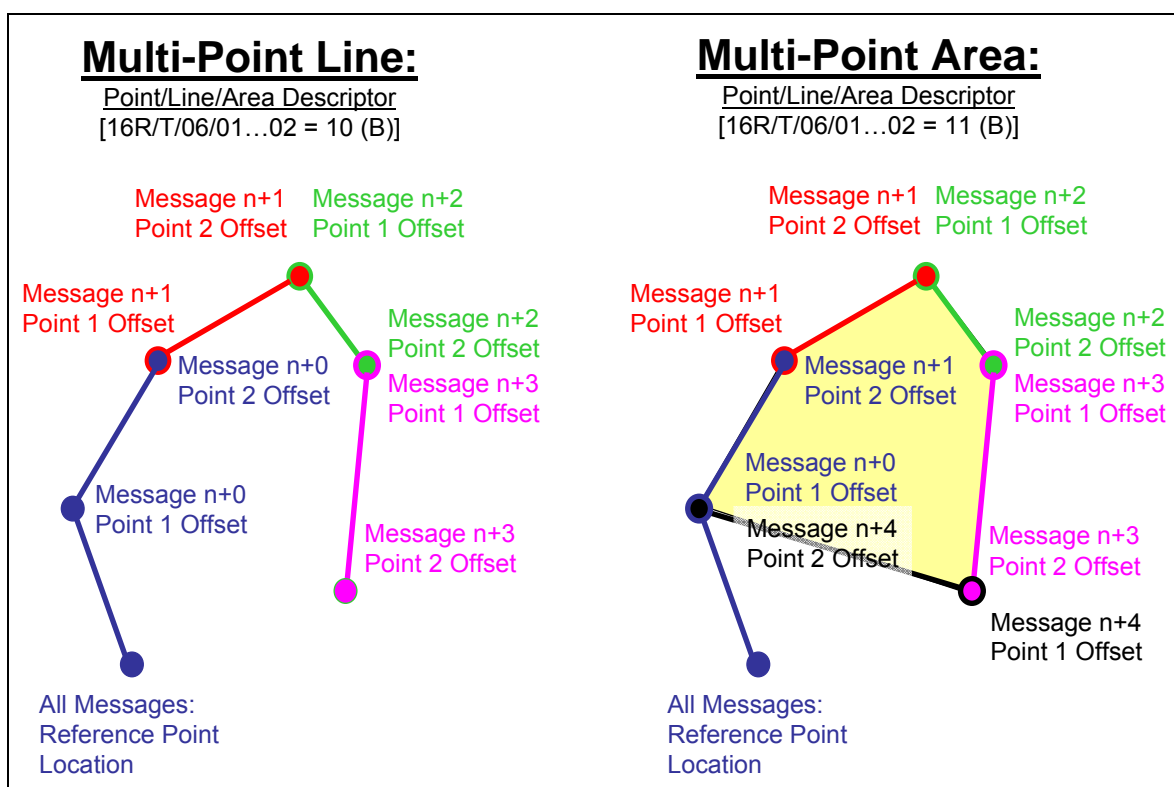 Multi-Point Line:
Point/Line/Area Descriptor
[16R/T/06/01…02 = 10 (B)]
Message n+1
Point 2 Offset
Message n+2
Point 1 Offset
Message n+1
Point 1 Offset
Message n+0
Point 2 Offset
Message n+2
Point 2 Offset
Message n+3
Point 1 Offset
Message n+0
Point 1 Offset
Message n+3
Point 2 Offset
All Messages:
Reference Point
Location
Multi-Point Area:
Point/Line/Area Descriptor
[16R/T/06/01…02 = 11 (B)]
Message n+1
Point 2 Offset
Message n+2
Point 1 Offset
Message n+1
Point 1 Offset
Message n+1
Point 2 Offset
Message n+2
Point 2 Offset
Message n+3
Point 1 Offset
Message n+0
Point 1 Offset
Message n+4
Point 2 Offset
Message n+3
Point 2 Offset
Message n+4
Point 1 Offset
All Messages:
Reference Point
Location